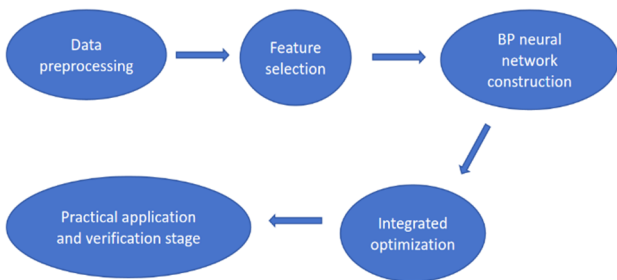 Data
preprocessing
Feature
selection
BP neural
network
construction
Integrated
optimization
Practical application
and verification stage